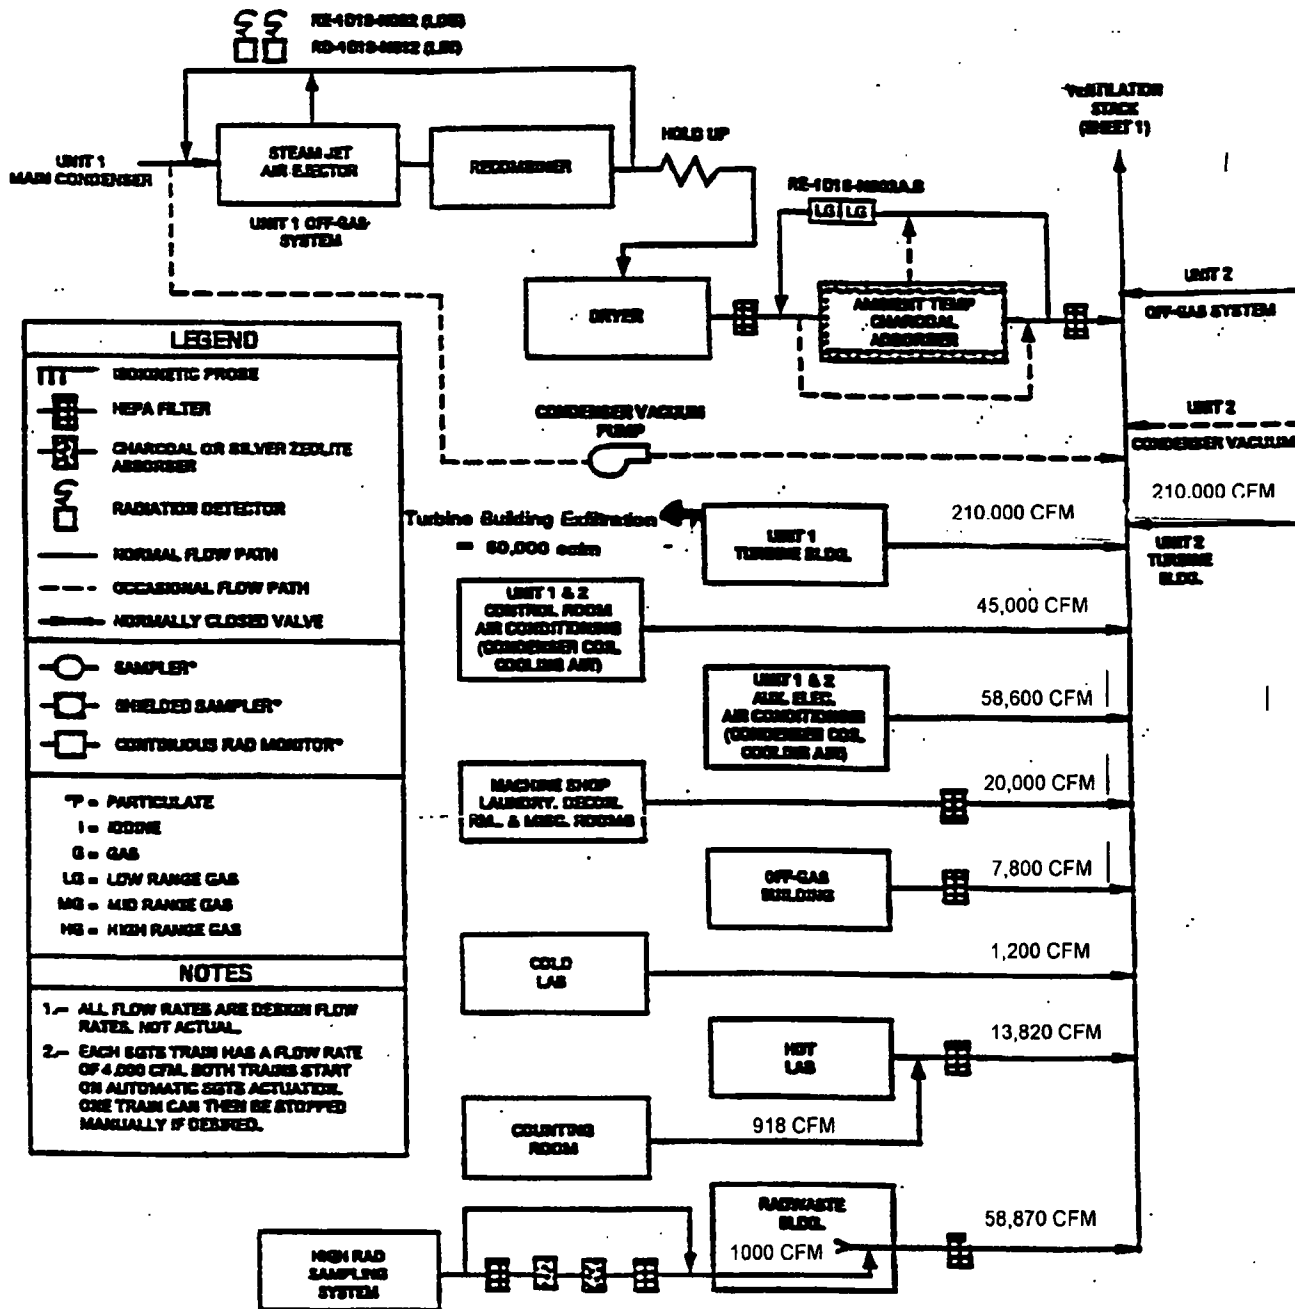 UNIT 1
MAIN CONDENSER
STEAM JET
AIR EJECTOR
UNIT 1 OFF-GAS
SYSTEM
RECOMBINER
HOLD UP
VENTILATION
STACK
(SHEET 1)
LG LG
DRYER
AMBIENT TEMP
CHARCOAL
ADSORBER
UNIT 2
OFF-GAS SYSTEM
UNIT 2
CONDENSER VACUUM
CONDENSER VACUUM
PUMP
210.000 CFM
UNIT 2
TURBINE
BLDG.
LEGEND
ISOKINETIC PROBE
HEPA FILTER
CHARCOAL OR SILVER ZEOLITE
RADIATION DETECTOR
NORMAL FLOW PATH
OCCASIONAL FLOW PATH
NORMALLY CLOSED VALVE
SAMPLER*
SHIELDED SAMPLER*
CONTINUOUS RAD MONITOR*
*P = PARTICULATE
I = IODINE
G = GAS
LG = LOW RANGE GAS
MG = MID RANGE GAS
HG = HIGH RANGE GAS
NOTES
1.- ALL FLOW RATES ARE DESIGN FLOW
RATES, NOT ACTUAL.
2.- EACH SGTS TRAIN HAS A FLOW RATE
OF 4,000 CFM. BOTH TRAINS START
ON AUTOMATIC SGTS ACTUATION.
ONE TRAIN CAN THEN BE STOPPED
MANUALLY IF DESIRED.
Turbine Building Exfiltration
UNIT 1
TURBINE BLDG.
210.000 CFM
UNIT 1 & 2
CONTROL ROOM
AIR CONDITIONING
(CONDENSER COIL
COOLING AIR)
45,000 CFM
UNIT 1 & 2
AUX. ELEC.
AIR CONDITIONING
(CONDENSER COIL
COOLING AIR)
58,600 CFM
MACHINE SHOP
LAUNDRY, DECON.
RM., & MISC. ROOMS
20,000 CFM
OFF-GAS
BUILDING
7,800 CFM
COLD
LAB
1,200 CFM
HOT
LAB
13,820 CFM
COUNTING
ROOM
918 CFM
RADWASTE
BLDG.
1000 CFM
58,870 CFM
HIGH RAD
SAMPLING
SYSTEM